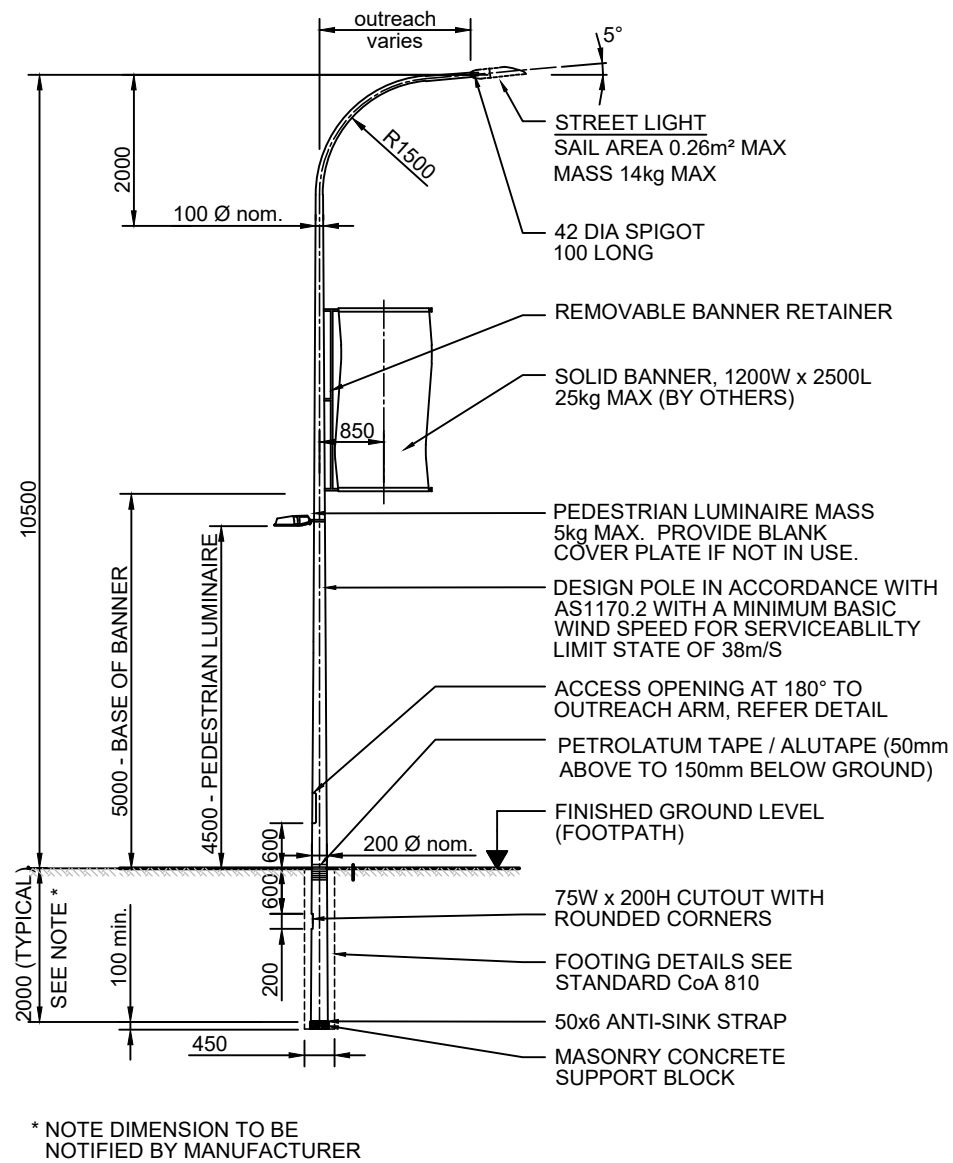 outreach
varies
5°
STREET LIGHT
SAIL AREA 0.26m² MAX
MASS 14kg MAX
R1500
2000
100 Ø nom.
42 DIA SPIGOT
100 LONG
REMOVABLE BANNER RETAINER
SOLID BANNER, 1200W x 2500L
25kg MAX (BY OTHERS)
850
10500
5000 - BASE OF BANNER
4500 - PEDESTRIAN LUMINAIRE
PEDESTRIAN LUMINAIRE MASS
5kg MAX. PROVIDE BLANK
COVER PLATE IF NOT IN USE.
DESIGN POLE IN ACCORDANCE WITH
AS1170.2 WITH A MINIMUM BASIC
WIND SPEED FOR SERVICEABLILTY
LIMIT STATE OF 38m/S
ACCESS OPENING AT 180° TO
OUTREACH ARM, REFER DETAIL
PETROLATUM TAPE / ALUTAPE (50mm
ABOVE TO 150mm BELOW GROUND)
FINISHED GROUND LEVEL
(FOOTPATH)
600
200 Ø nom.
600
2000 (TYPICAL)
SEE NOTE *
100 min.
200
75W x 200H CUTOUT WITH
ROUNDED CORNERS
FOOTING DETAILS SEE
STANDARD CoA 810
50x6 ANTI-SINK STRAP
450
MASONRY CONCRETE
SUPPORT BLOCK
* NOTE DIMENSION TO BE
NOTIFIED BY MANUFACTURER